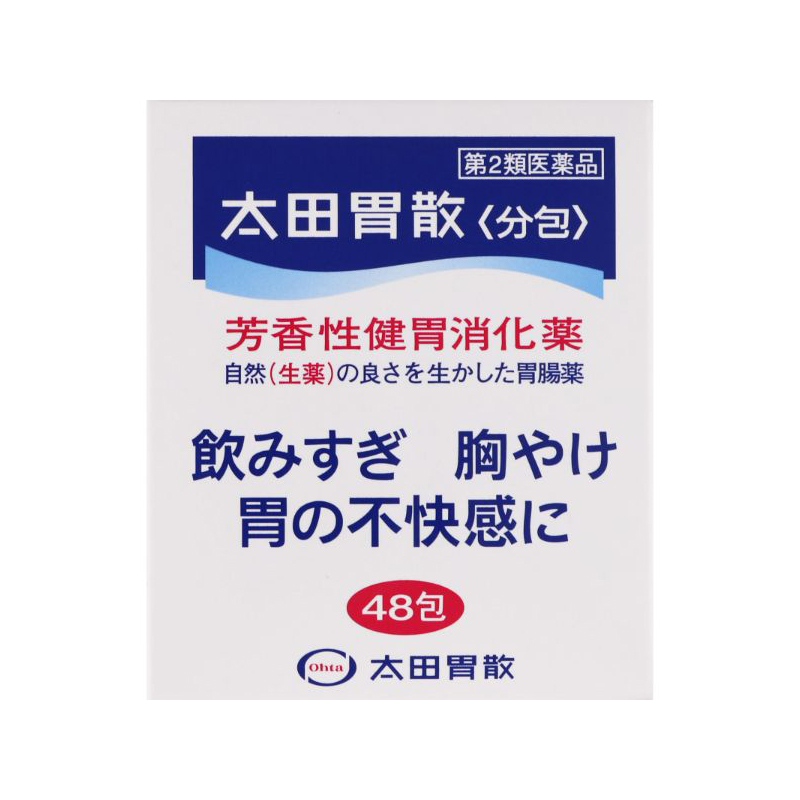 第2類医薬品
太田胃散〈分包〉
芳香性健胃消化薬
自然(生薬)の良さを生かした胃腸薬
飲みすぎ 胸やけ
胃の不快感に
48包
Ohta 太田胃散